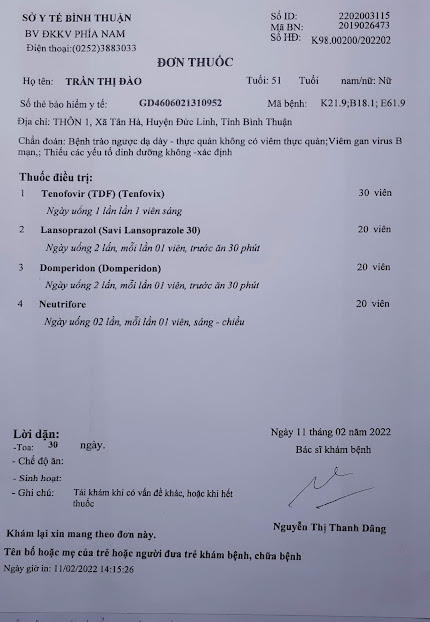 SỞ Y TẾ BÌNH THUẬN
BV ĐKKV PHÍA NAM
Điện thoại:(0252)3883033
Số ID: 2202003115
Mã BN: 2019026473
Số HĐ: K98.00200/202202
ĐƠN THUỐC
Họ tên: TRẦN THỊ ĐÀO Tuổi: 51 Tuổi nam/nữ: Nữ
Số thẻ bảo hiểm y tế: GD4606021310952 Mã bệnh: K21.9;B18.1; E61.9
Địa chỉ: THÔN 1, Xã Tân Hà, Huyện Đức Linh, Tỉnh Bình Thuận
Chẩn đoán: Bệnh trào ngược dạ dày - thực quản không có viêm thực quản;Viêm gan virus B
mạn,; Thiếu các yếu tố dinh dưỡng không -xác định
Thuốc điều trị:
1 Tenofovir (TDF) (Tenfovix) 30 viên
Ngày uống 1 lần lần 1 viên sáng
2 Lansoprazol (Savi Lansoprazole 30) 20 viên
Ngày uống 2 lần, mỗi lần 01 viên, trước ăn 30 phút
3 Domperidon (Domperidon) 20 viên
Ngày uống 2 lần, mỗi lần 01 viên, trước ăn 30 phút
4 Neutrifore 20 viên
Ngày uống 02 lần, mỗi lần 01 viên, sáng - chiều
Lời dặn:
-Toa: 30 ngày.
- Chế độ ăn:
- Sinh hoạt:
- Ghi chú: Tái khám khi có vấn đề khác, hoặc khi hết
thuốc
Ngày 11 tháng 02 năm 2022
Bác sĩ khám bệnh
Nguyễn Thị Thanh Dâng
Khám lại xin mang theo đơn này.
Tên bố hoặc mẹ của trẻ hoặc người đưa trẻ khám bệnh, chữa bệnh
Ngày giờ in: 11/02/2022 14:15:26